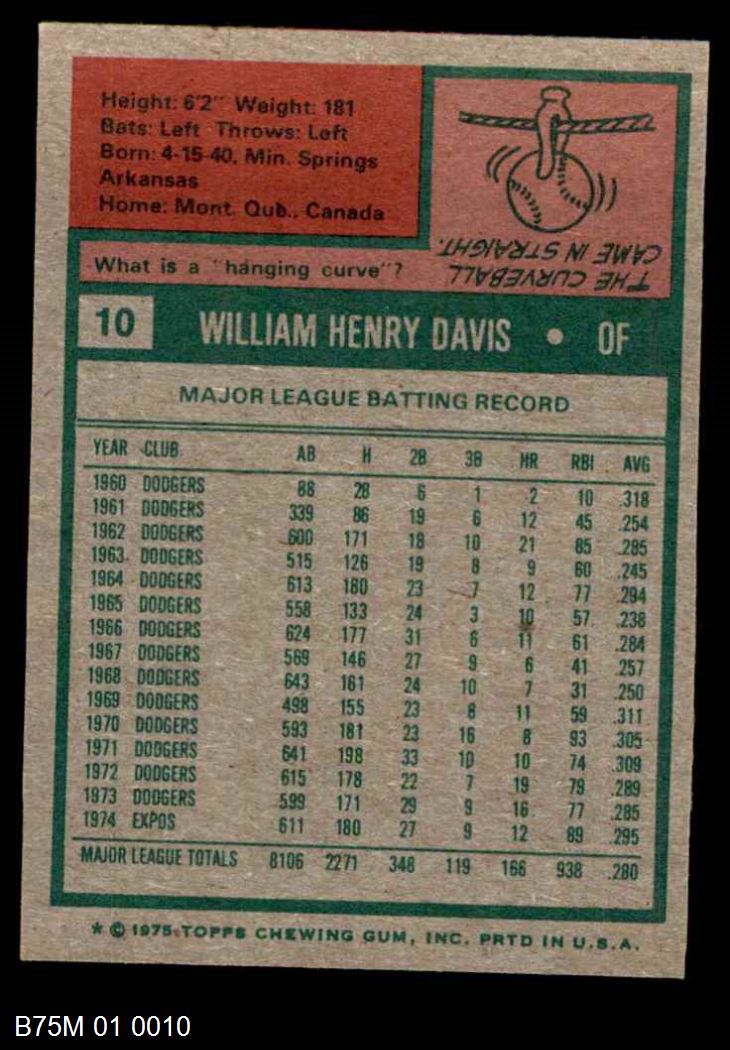 Height: 6'2" Weight: 181
Bats: Left Throws: Left
Born: 4-15-40, Min. Springs
Arkansas
Home: Mont. Qub., Canada
THE CURVEBALL
CAME IN STRAIGHT.
What is a "hanging curve"?
10 WILLIAM HENRY DAVIS • OF
MAJOR LEAGUE BATTING RECORD
YEAR CLUB AB H 2B 3B HR RBI AVG
1960 DODGERS 88 28 6 1 2 10 .318
1961 DODGERS 339 86 19 6 12 45 .254
1962 DODGERS 600 171 18 10 21 85 .285
1963 DODGERS 515 126 19 8 9 60 .245
1964 DODGERS 613 180 23 7 12 77 .294
1965 DODGERS 558 133 24 3 10 57 .238
1966 DODGERS 624 177 31 6 11 61 .284
1967 DODGERS 569 146 27 9 6 41 .257
1968 DODGERS 643 161 24 10 7 31 .250
1969 DODGERS 498 155 23 8 11 59 .311
1970 DODGERS 593 181 23 16 8 93 .305
1971 DODGERS 641 198 33 10 10 74 .309
1972 DODGERS 615 178 22 7 19 79 .289
1973 DODGERS 599 171 29 9 16 77 .285
1974 EXPOS 611 180 27 9 12 89 .295
MAJOR LEAGUE TOTALS 8106 2271 348 119 166 938 .280
* © 1975 TOPPS CHEWING GUM, INC. PRTD IN U.S.A.
B75M 01 0010